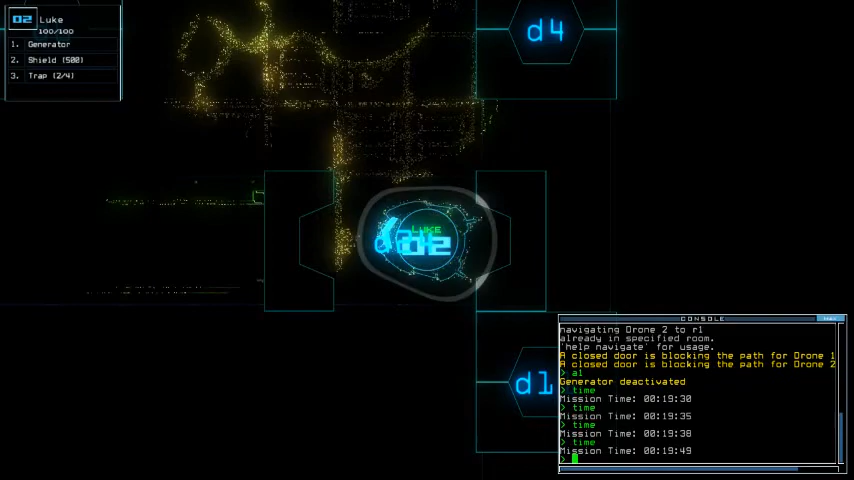 02 Luke
100/100
1. Generator
2. Shield (500)
3. Trap (2/4)
d4
Luke
02
d1
CONSOLE
navigating Drone 2 to r1
already in specified room.
'help navigate' for usage.
A closed door is blocking the path for Drone 1
A closed door is blocking the path for Drone 2
> a1
Generator deactivated
> time
Mission Time: 00:19:30
> time
Mission Time: 00:19:35
> time
Mission Time: 00:19:38
> time
Mission Time: 00:19:49
>